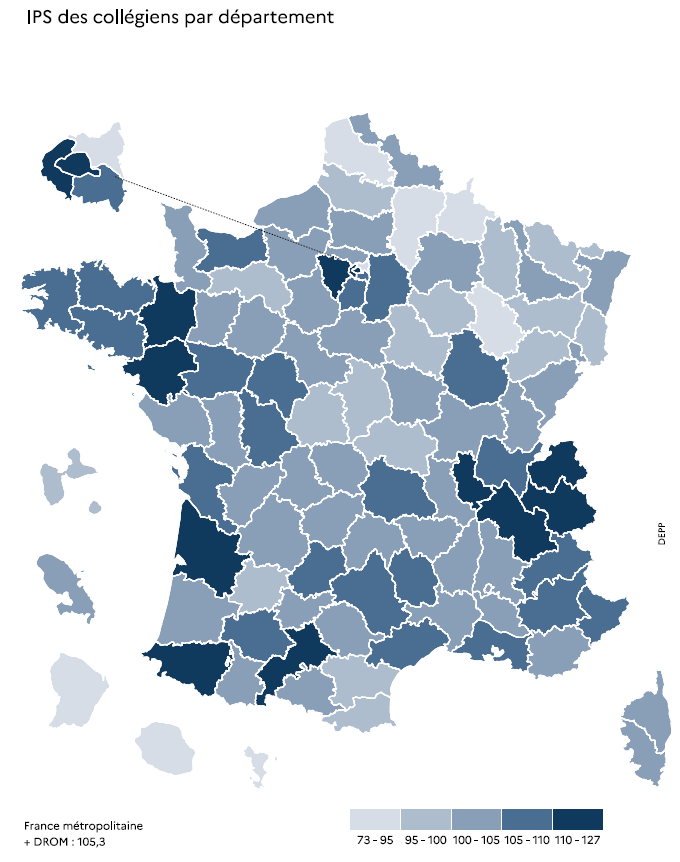 IPS des collégiens par département
DEPP
France métropolitaine
+ DROM : 105,3
73 - 95 95 - 100 100 - 105 105 - 110 110 - 127